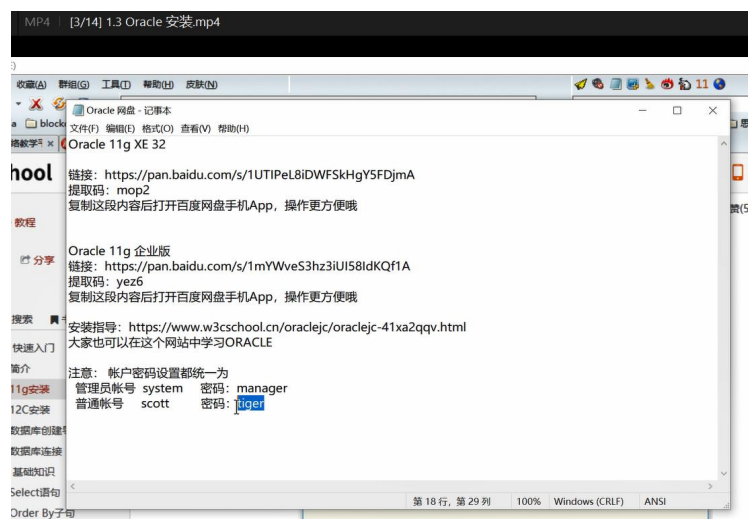 MP4 | [3/14] 1.3 Oracle 安装.mp4
收藏(A) 群组(G) 工具(T) 帮助(H) 皮肤(N)
11
Oracle 网盘 - 记事本
文件(F) 编辑(E) 格式(O) 查看(V) 帮助(H)
Oracle 11g XE 32
链接：https://pan.baidu.com/s/1UTIPeL8iDWFSkHgY5FDjmA
提取码：mop2
复制这段内容后打开百度网盘手机App，操作更方便哦
Oracle 11g 企业版
链接：https://pan.baidu.com/s/1mYWveS3hz3iUI58IdKQf1A
提取码：yez6
复制这段内容后打开百度网盘手机App，操作更方便哦
安装指导：https://www.w3cschool.cn/oraclejc/oraclejc-41xa2qqv.html
大家也可以在这个网站中学习ORACLE
注意： 帐户密码设置都统一为
管理员帐号 system 密码：manager
普通帐号 scott 密码：tiger
第 18 行，第 29 列 100% Windows (CRLF) ANSI
block
络教学
hool
教程
分享
搜索
快速入门
简介
11g安装
12C安装
数据库创建
数据库连接
基础知识
Select语句
Order By子句